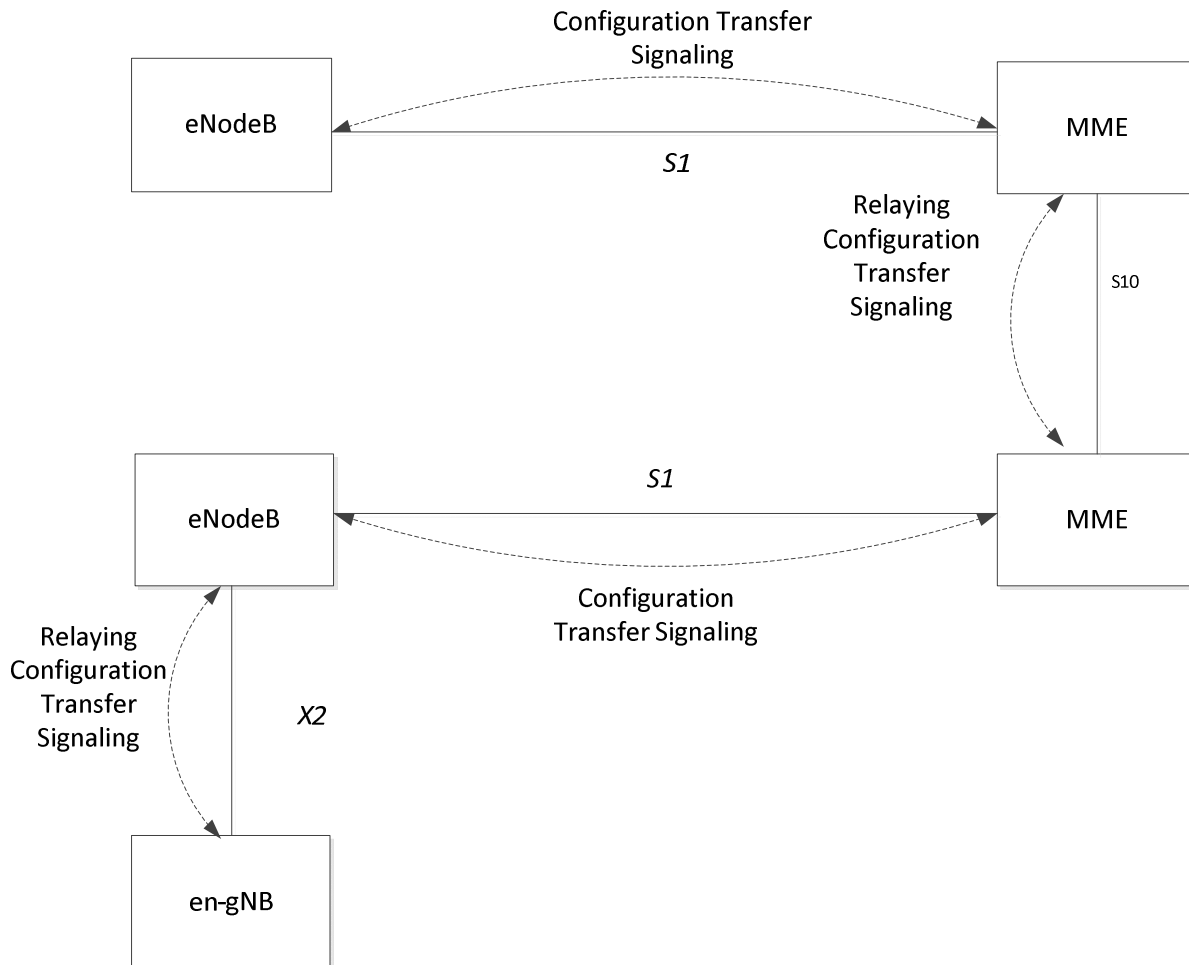 Configuration Transfer
Signaling
eNodeB
MME
S1
Relaying
Configuration
Transfer
Signaling
S10
S1
eNodeB
MME
Configuration
Transfer Signaling
Relaying
Configuration
Transfer
Signaling
X2
en-gNB